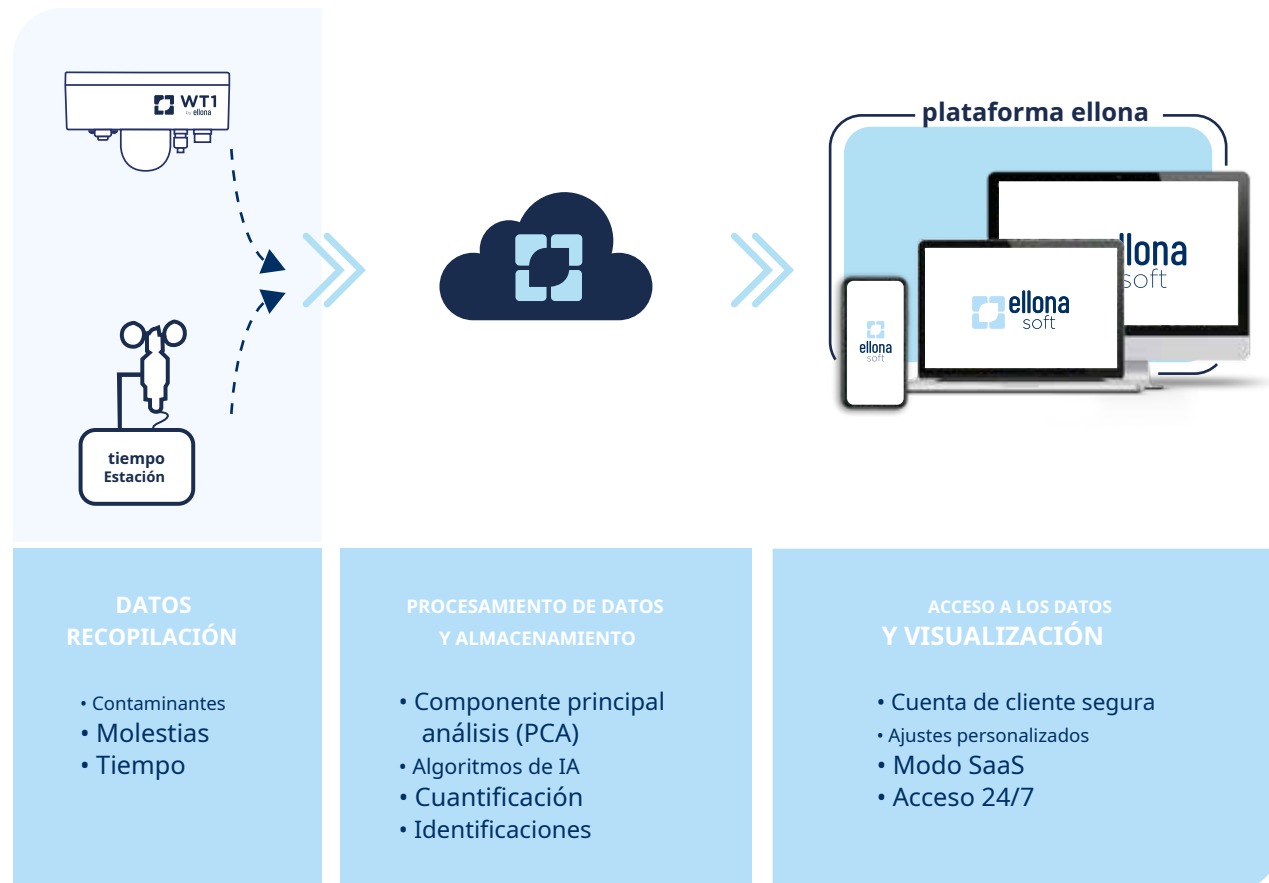 WT1
by ellona
tiempo
Estación
plataforma ellona
llona
soft
ellona
soft
ellona
soft
DATOS
RECOPILACIÓN
• Contaminantes
• Molestias
• Tiempo
PROCESAMIENTO DE DATOS
Y ALMACENAMIENTO
• Componente principal
análisis (PCA)
• Algoritmos de IA
• Cuantificación
• Identificaciones
ACCESO A LOS DATOS
Y VISUALIZACIÓN
• Cuenta de cliente segura
• Ajustes personalizados
• Modo SaaS
• Acceso 24/7